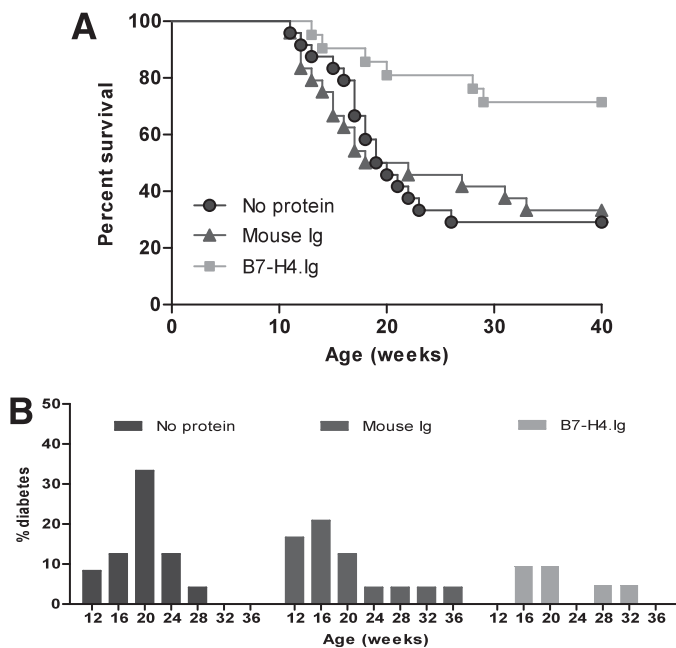 A
Percent survival
100
80
60
40
20
0
No protein
Mouse Ig
B7-H4.Ig
0 10 20 30 40
Age (weeks)
B
% diabetes
50
40
30
20
10
0
No protein Mouse Ig B7-H4.Ig
12 16 20 24 28 32 36 12 16 20 24 28 32 36 12 16 20 24 28 32 36
Age (weeks)